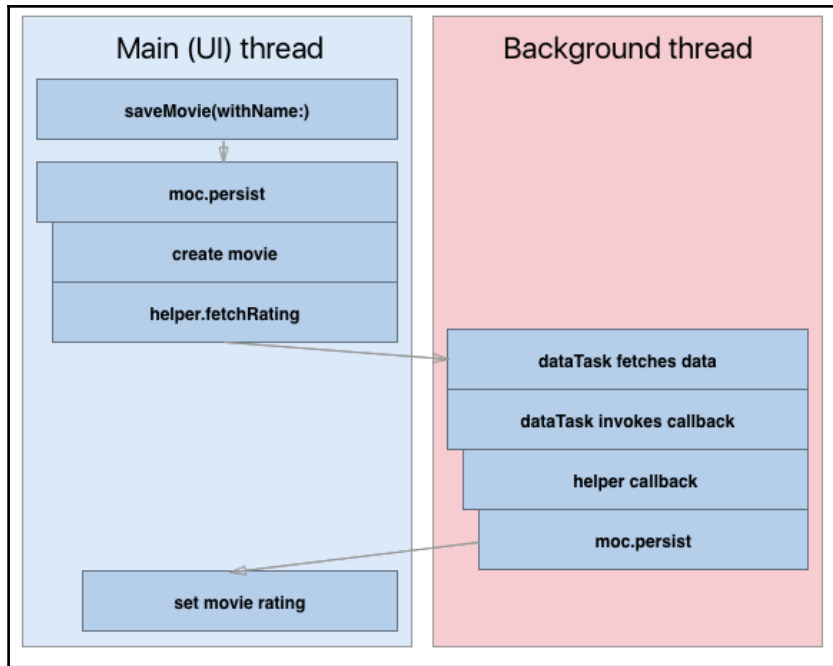 Main (UI) thread
saveMovie(withName:)
moc.persist
create movie
helper.fetchRating
set movie rating
Background thread
dataTask fetches data
dataTask invokes callback
helper callback
moc.persist